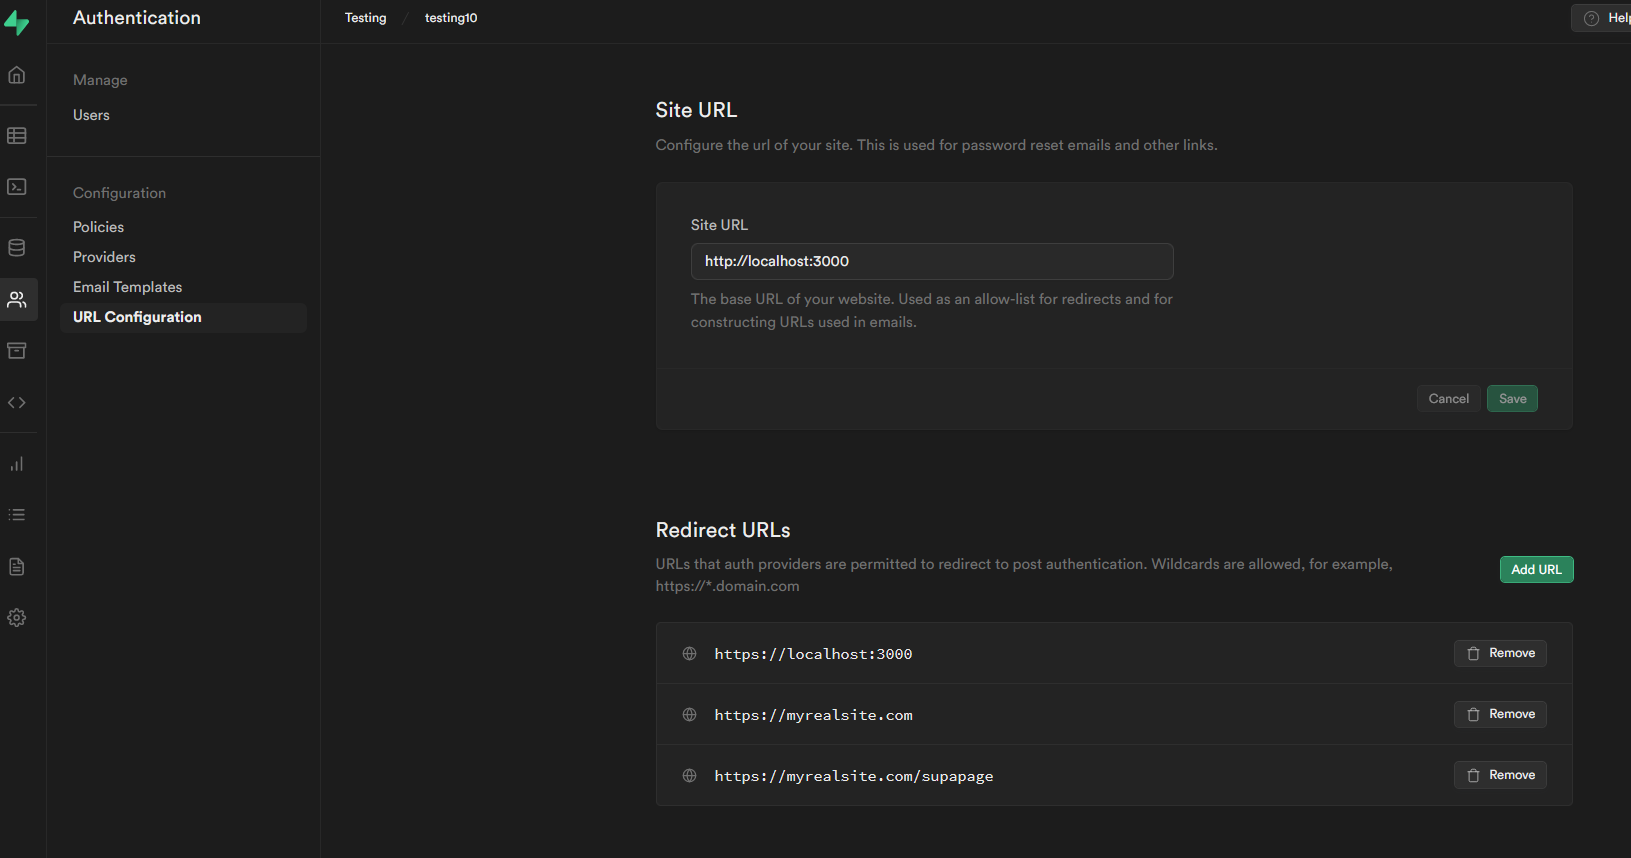 Authentication
Testing / testing10
Help
Manage
Users
Configuration
Policies
Providers
Email Templates
URL Configuration
Site URL
Configure the url of your site. This is used for password reset emails and other links.
Site URL
http://localhost:3000
The base URL of your website. Used as an allow-list for redirects and for
constructing URLs used in emails.
Cancel
Save
Redirect URLs
URLs that auth providers are permitted to redirect to post authentication. Wildcards are allowed, for example,
https://*.domain.com
Add URL
https://localhost:3000
Remove
https://myrealsite.com
Remove
https://myrealsite.com/supapage
Remove